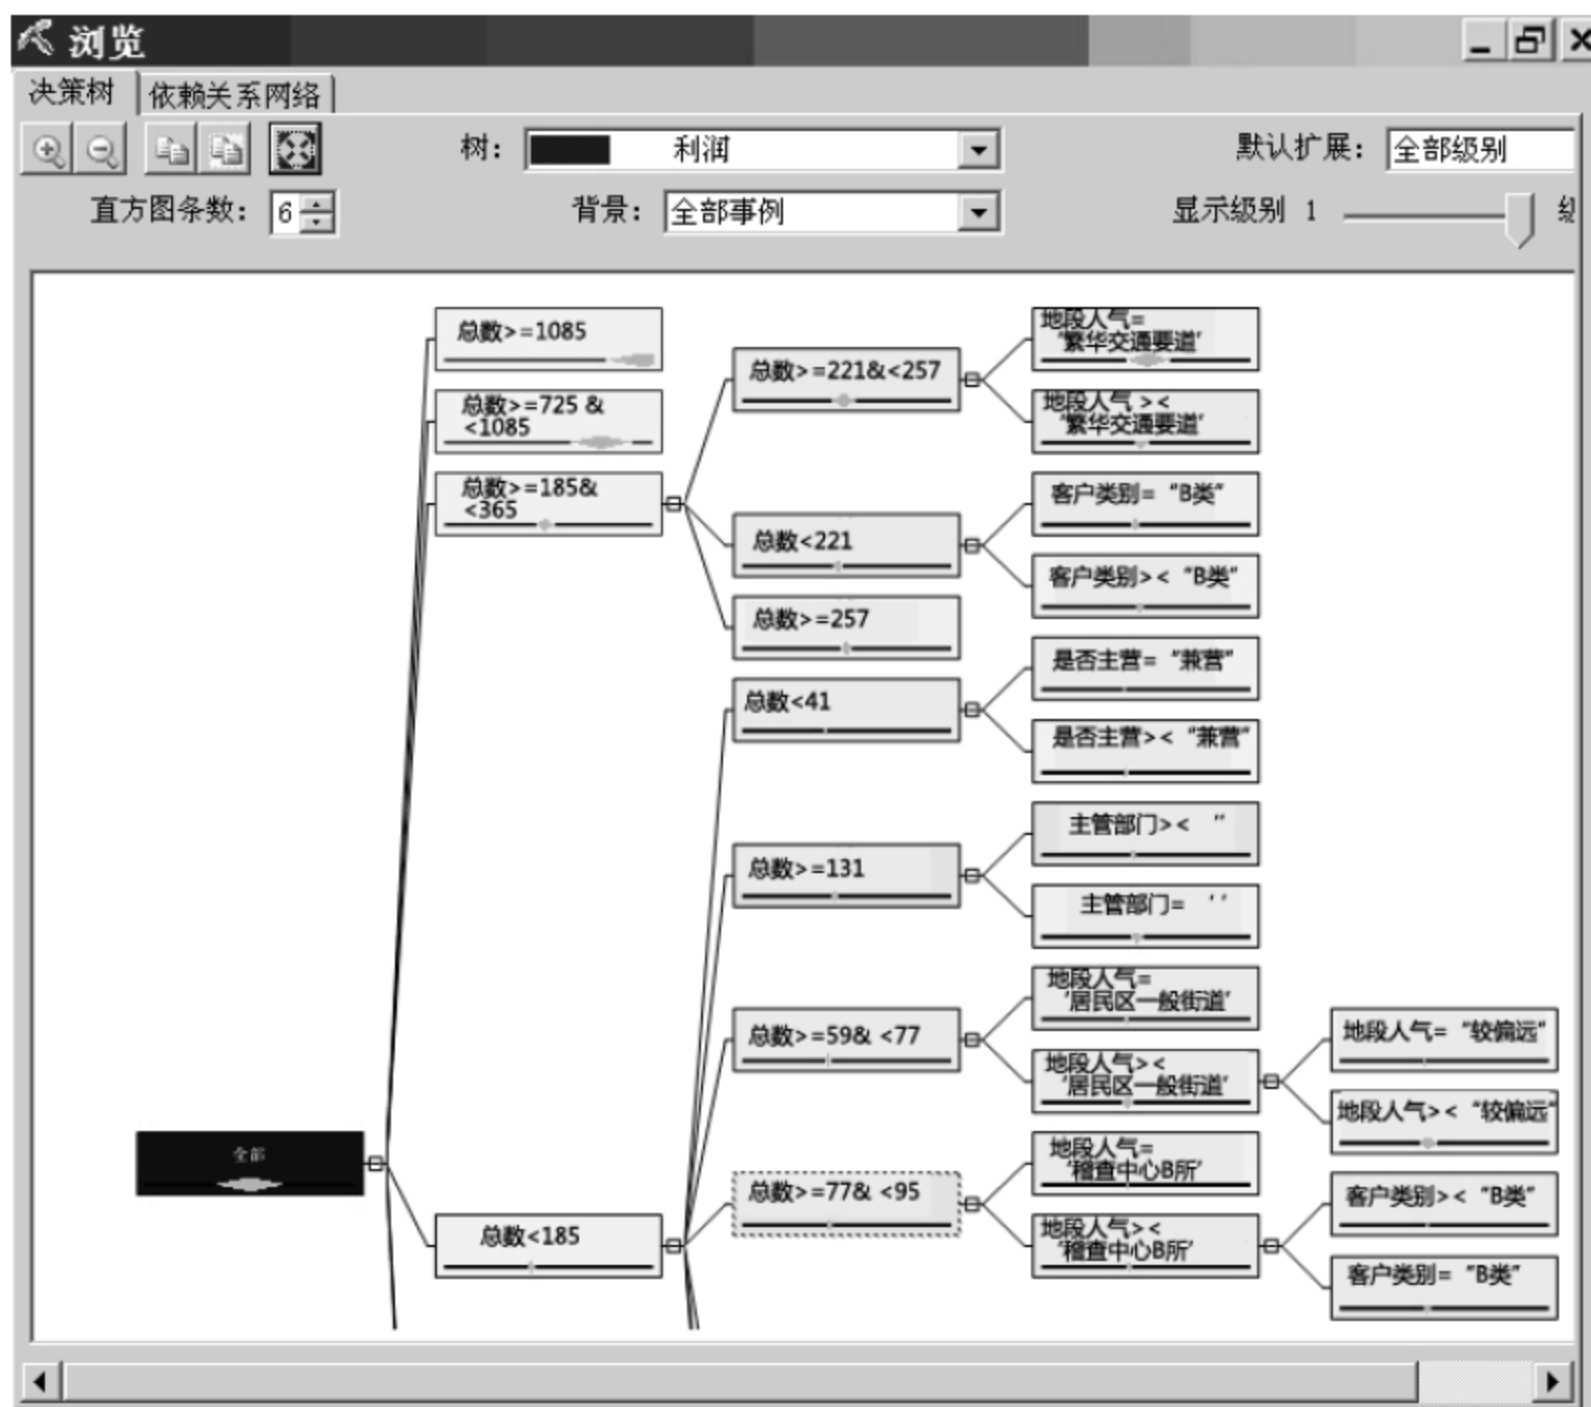 浏览
决策树 依赖关系网络
树： 利润 默认扩展： 全部级别
直方图条数： 6 背景： 全部事例 显示级别 1 级
总数>=1085
总数>=725 &
<1085
总数>=185&
<365
总数>=221&<257
总数<221
总数>=257
地段人气=
'繁华交通要道'
地段人气 ><
'繁华交通要道'
客户类别= “B类”
客户类别>< “B类”
总数<41
是否主营= “兼营”
是否主营>< “兼营”
总数>=131
主管部门>< ''
主管部门= ' '
总数>=59& <77
地段人气=
'居民区一般街道'
地段人气><
'居民区一般街道'
地段人气= “较偏远”
地段人气>< “较偏远”
全部
总数<185
总数>=77& <95
地段人气=
'稽查中心B所'
地段人气><
'稽查中心B所'
客户类别>< “B类”
客户类别= “B类”